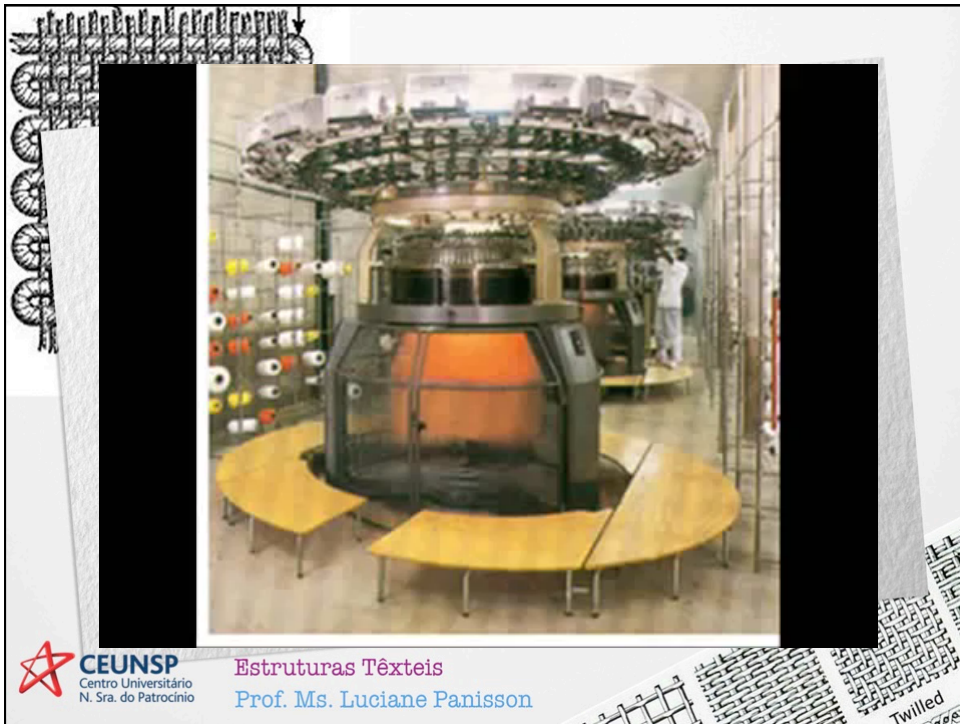 CEUNSP
Centro Universitário
N. Sra. do Patrocínio
Estruturas Têxteis
Prof. Ms. Luciane Panisson
Twilled